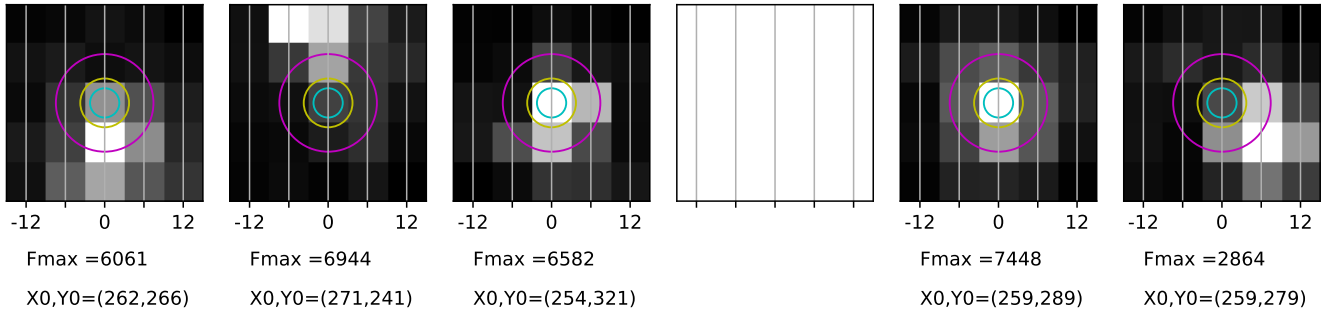 -12 0 12 -12 0 12 -12 0 12 -12 0 12 -12 0 12
Fmax =6061 Fmax =6944 Fmax =6582 Fmax =7448 Fmax =2864
X0,Y0=(262,266) X0,Y0=(271,241) X0,Y0=(254,321) X0,Y0=(259,289) X0,Y0=(259,279)